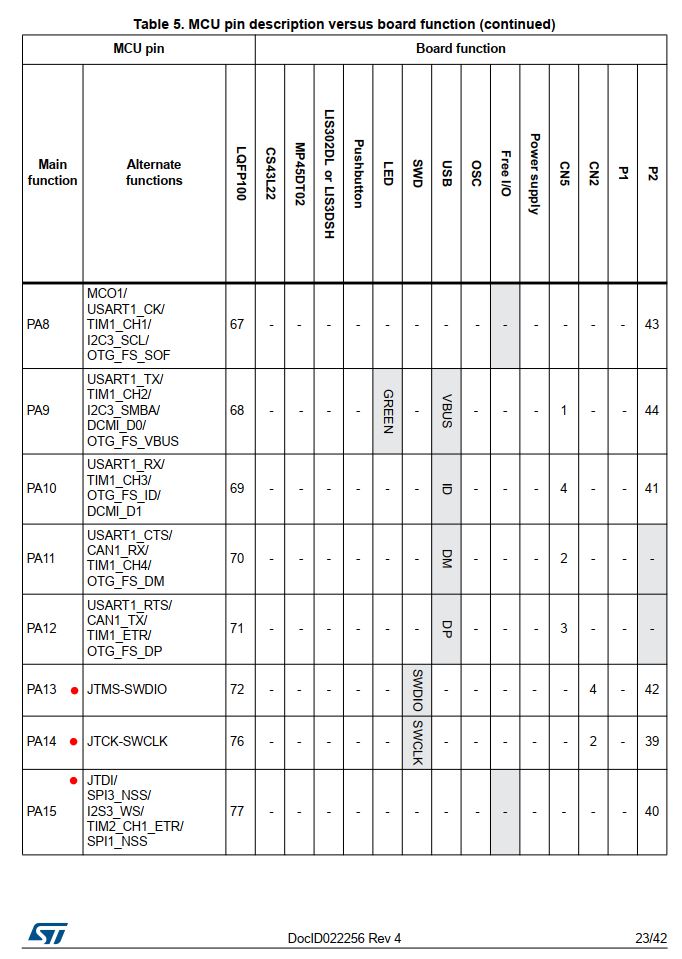 Table 5. MCU pin description versus board function (continued)
MCU pin Board function
Main function Alternate functions LQFP100 CS43L22 MP45DT02 LIS302DL or LIS3DSH Pushbutton LED SWD USB OSC Free I/O Power supply CN5 CN2 P1 P2
PA8 MCO1/ USART1_CK/ TIM1_CH1/ I2C3_SCL/ OTG_FS_SOF 67 - - - - - - - - - - - - - 43
PA9 USART1_TX/ TIM1_CH2/ I2C3_SMBA/ DCMI_D0/ OTG_FS_VBUS 68 - - - - GREEN - VBUS - - - 1 - - 44
PA10 USART1_RX/ TIM1_CH3/ OTG_FS_ID/ DCMI_D1 69 - - - - - - ID - - - 4 - - 41
PA11 USART1_CTS/ CAN1_RX/ TIM1_CH4/ OTG_FS_DM 70 - - - - - - DM - - - 2 - - -
PA12 USART1_RTS/ CAN1_TX/ TIM1_ETR/ OTG_FS_DP 71 - - - - - - DP - - - 3 - - -
PA13 JTMS-SWDIO 72 - - - - - SWDIO - - - - - 4 - 42
PA14 JTCK-SWCLK 76 - - - - - SWCLK - - - - - 2 - 39
PA15 JTDI/ SPI3_NSS/ I2S3_WS/ TIM2_CH1_ETR/ SPI1_NSS 77 - - - - - - - - - - - - - 40
ST DocID022256 Rev 4 23/42